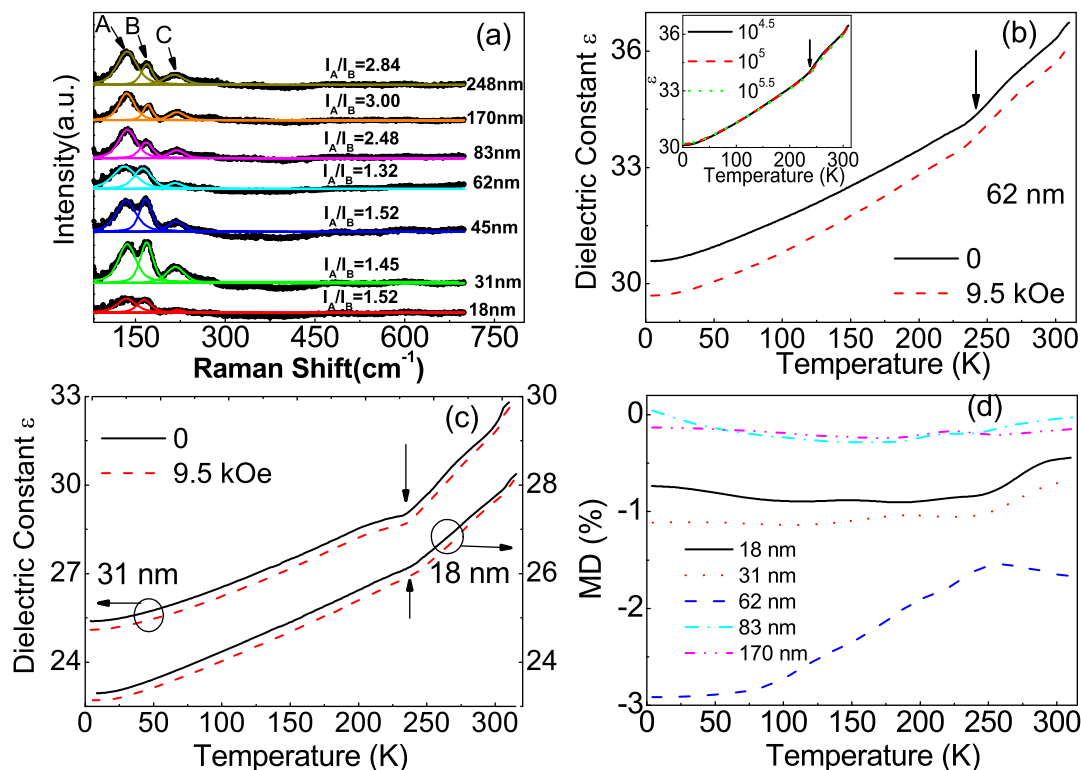 A
B
C
(a)
I_A/I_B=2.84
248nm
I_A/I_B=3.00
170nm
I_A/I_B=2.48
83nm
I_A/I_B=1.32
62nm
I_A/I_B=1.52
45nm
I_A/I_B=1.45
31nm
I_A/I_B=1.52
18nm
Intensity(a.u.)
150 300 450 600 750
Raman Shift(cm⁻¹)
(b)
36
33
30
Dielectric Constant ε
10^4.5
10^5
10^5.5
36
33
30
ε
0 100 200 300
Temperature (K)
62 nm
0
9.5 kOe
0 50 100 150 200 250 300
Temperature (K)
(c)
33
30
27
24
Dielectric Constant ε
0
9.5 kOe
31 nm
18 nm
30
28
26
24
0 50 100 150 200 250 300
Temperature (K)
(d)
0
-1
-2
-3
MD (%)
18 nm
31 nm
62 nm
83 nm
170 nm
0 50 100 150 200 250 300
Temperature (K)